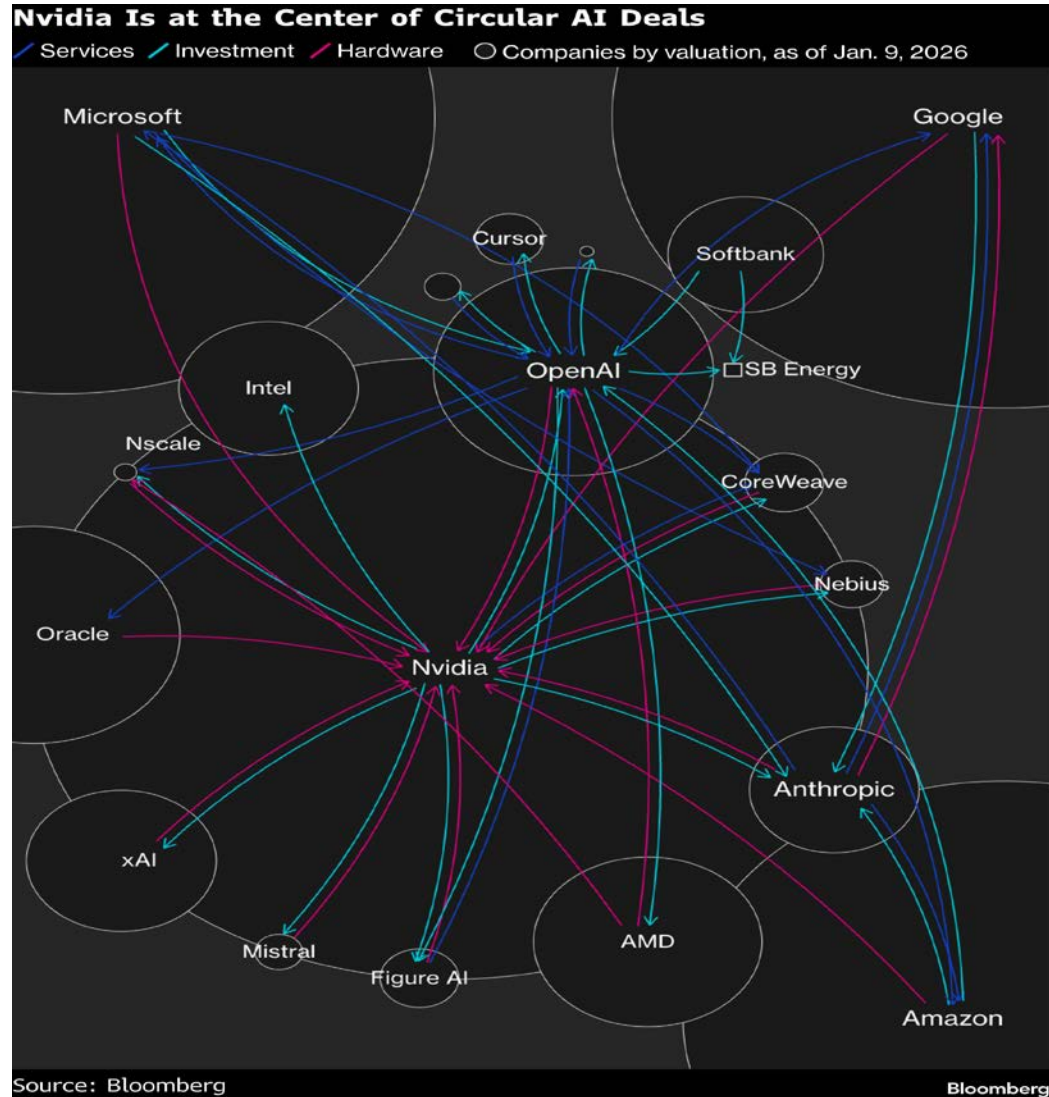 Nvidia Is at the Center of Circular AI Deals
Services Investment Hardware Companies by valuation, as of Jan. 9, 2026
Microsoft
Google
Cursor
Softbank
OpenAI
SB Energy
Intel
Nscale
CoreWeave
Nebius
Oracle
Nvidia
Anthropic
xAI
AMD
Mistral
Figure AI
Amazon
Source: Bloomberg
Bloomberg